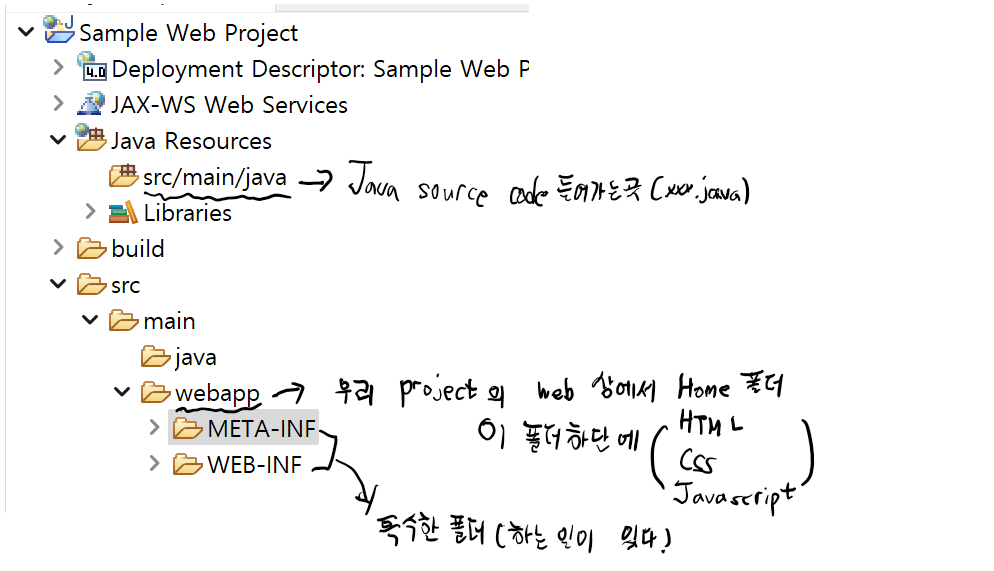 Sample Web Project
Deployment Descriptor: Sample Web P
JAX-WS Web Services
Java Resources
src/main/java → Java source code 들어가는곳 (xxx.java)
Libraries
build
src
main
java
webapp → 우리 project의 web 상에서 Home 폴더
META-INF 이 폴더하단에 ( HTML
WEB-INF CSS )
Javascript
특수한 폴더 (하는 일이 있다!)